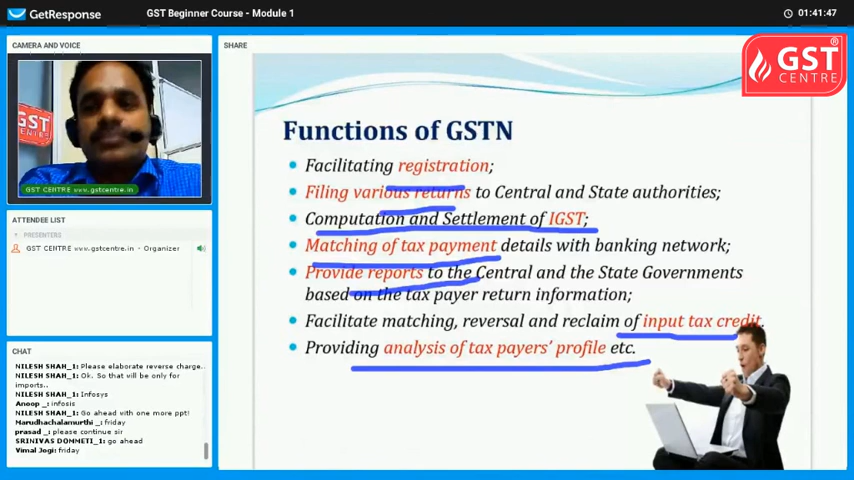 GetResponse
GST Beginner Course - Module 1
01:41:47
CAMERA AND VOICE
GST
GST CENTRE www.gstcentre.in
ATTENDEE LIST
PRESENTERS
GST CENTRE www.gstcentre.in - Organizer
CHAT
NILESH SHAH_1: Please elaborate reverse charge..
NILESH SHAH_1: Ok. So that will be only for
imports..
NILESH SHAH_1: Infosys
Anoop _: infosis
NILESH SHAH_1: Go ahead with one more ppt!
Marudhachalamurthi _: friday
prasad _: please continue sir
SRINIVAS DOMNETI_1: go ahead
Vimal Jogi: friday
SHARE
GST
CENTRE
®
Functions of GSTN
• Facilitating registration;
• Filing various returns to Central and State authorities;
• Computation and Settlement of IGST;
• Matching of tax payment details with banking network;
• Provide reports to the Central and the State Governments
based on the tax payer return information;
• Facilitate matching, reversal and reclaim of input tax credit.
• Providing analysis of tax payers' profile etc.